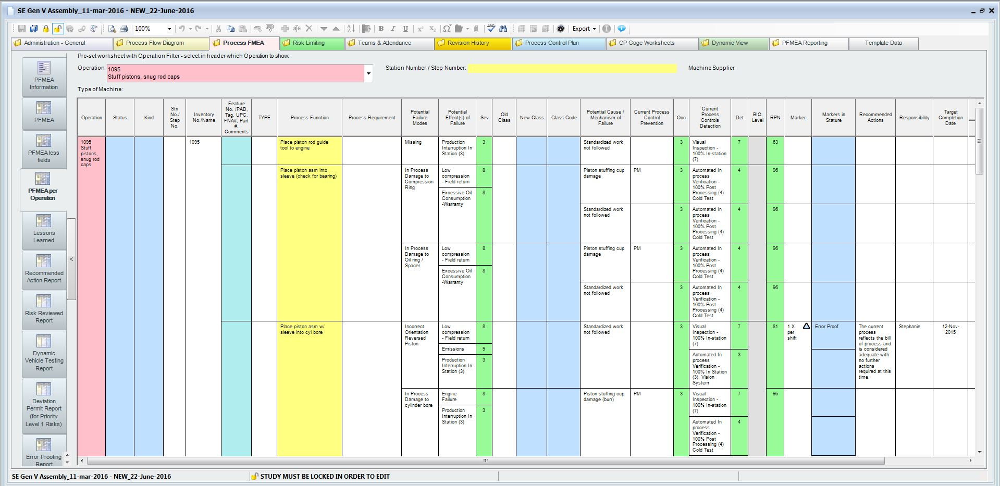 SE Gen V Assembly_11-mar-2016 - NEW_22-June-2016
100%
B I U
Export
Administration - General
Process Flow Diagram
Process FMEA
Risk Limiting
Teams & Attendance
Revision History
Process Control Plan
CP Gage Worksheets
Dynamic View
PFMEA Reporting
Template Data
PFMEA
Information
PFMEA
PFMEA less
fields
PFMEA per
Operation
Lessons
Learned
Recommended
Action Report
Risk Reviewed
Report
Dynamic
Vehicle Testing
Report
Deviation
Permit Report
(for Priority
Level 1 Risks)
Error Proofing
Report
Pre-set worksheet with Operation Filter - select in header which Operation to show:
Operation:
1095
Stuff pistons, snug rod caps
Station Number / Step Number:
Machine Supplier:
Type of Machine:
Operation
Status
Kind
Stn
No./
Step
No.
Inventory
No./Name
Feature
No. /PAD,
Tag, UPC,
FNA#, Part
#,
Comments
TYPE
Process Function
Process Requirement
Potential
Failure
Modes
Potential
Effect(s) of
Failure
Sev
Old
Class
New Class
Class Code
Potential Cause /
Mechanism of
Failure
Current Process
Control
Prevention
Occ
Current
Process
Controls
Detection
Det
BIQ
Level
RPN
Marker
Markers in
Stature
Recommended
Actions
Responsibility
Target
Completion
Date
1095
Stuff
pistons,
snug rod
caps
1095
Place piston rod guide
tool to engine
Missing
Production
Interruption In
Station (3)
3
Standardized work
not followed
3
Visual
Inspection -
100% In-station
(7)
7
63
Place piston asm into
sleeve (check for bearing)
In Process
Damage to
Compression
Ring
Low
compression
- Field return
8
Excessive Oil
Consumption
-Warranty
8
Piston stuffing cup
damage
PM
3
Automated In
process
Verification -
100% Post
Processing (4)
Cold Test
4
96
Standardized work
not followed
3
Automated In
process
Verification -
100% Post
Processing (4)
Cold Test
4
96
In Process
Damage to
Oil ring /
Spacer
Low
compression
- Field return
8
Excessive Oil
Consumption
-Warranty
8
Piston stuffing cup
damage
PM
3
Automated In
process
Verification -
100% Post
Processing (4)
Cold Test
4
96
Standardized work
not followed
3
Automated In
process
Verification -
100% Post
Processing (4)
Cold Test
4
96
Place piston asm w/
sleeve into cyl bore
Incorrect
Orientation
Reversed
Piston
Low
compression
- Field return
8
Emissions
9
Production
Interruption In
Station (3)
3
Standardized work
not followed
3
Visual
Inspection -
100% In-station
(7)
7
Automated In
process
Verification -
100% In Station
(3), Vision
System
3
81
1 X
per
shift
Error Proof
The current
process
reflects the bill
of process and
is considered
adequate with
no further
actions
required at this
time.
Stephanie
12-Nov-
2015
In Process
Damage to
cylinder bore
Engine
Failure
8
Production
Interruption In
Station (3)
3
Piston stuffing cup
damage (burr)
PM
3
Visual
Inspection -
100% In-station
(7)
7
Automated In
process
Verification -
100% Post
Processing (4)
Cold Test
4
96
SE Gen V Assembly_11-mar-2016 - NEW_22-June-2016
STUDY MUST BE LOCKED IN ORDER TO EDIT